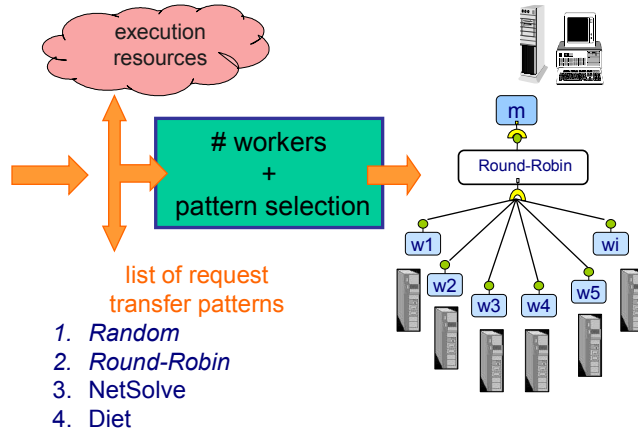 execution
resources
# workers
+
pattern selection
list of request
transfer patterns
1. Random
2. Round-Robin
3. NetSolve
4. Diet
m
Round-Robin
w1
w2
w3
w4
w5
wi